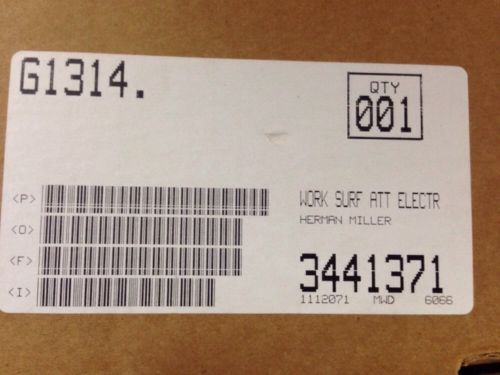 G1314.
QTY
001
<P>
WORK SURF ATT ELECTR
<O>
HERMAN MILLER
<F>
3441371
<I>
1112071 MWD 6066